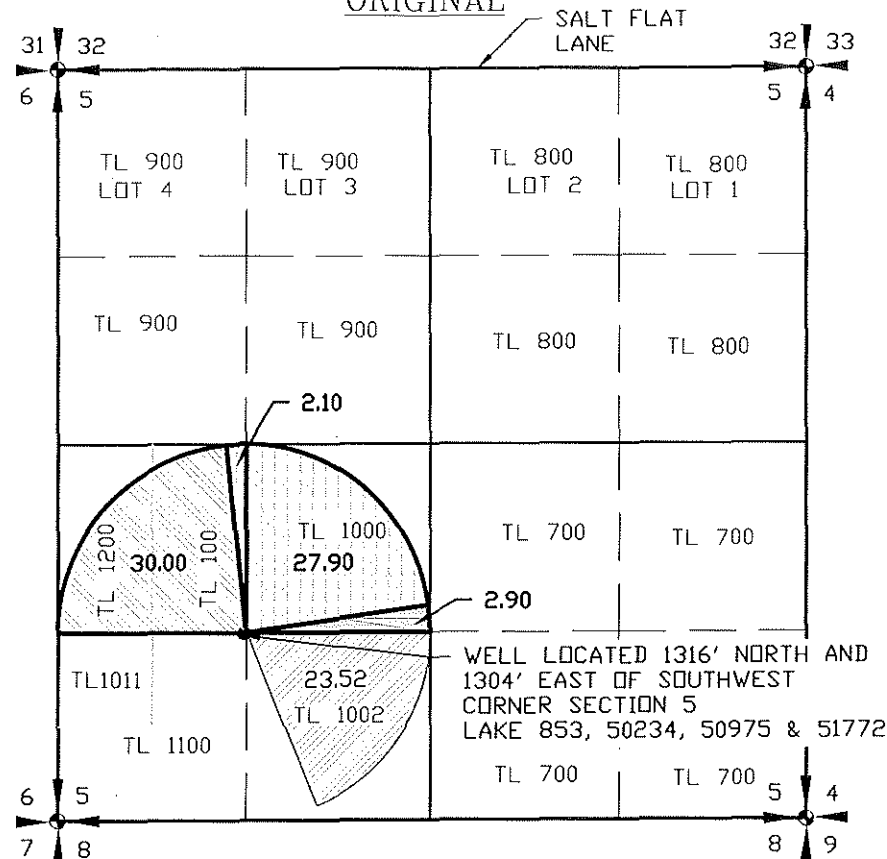 ORIGINAL
SALT FLAT
LANE
31 32
32 33
6 5
5 4
TL 900
LOT 4
TL 900
LOT 3
TL 800
LOT 2
TL 800
LOT 1
TL 900
TL 900
TL 800
TL 800
2.10
TL 1200
30.00
TL 100
TL 1000
27.90
TL 700
TL 700
2.90
WELL LOCATED 1316' NORTH AND
1304' EAST OF SOUTHWEST
CORNER SECTION 5
LAKE 853, 50234, 50975 & 51772
TL1011
23.52
TL 1002
TL 1100
TL 700
TL 700
6 5
5 4
7 8
8 9